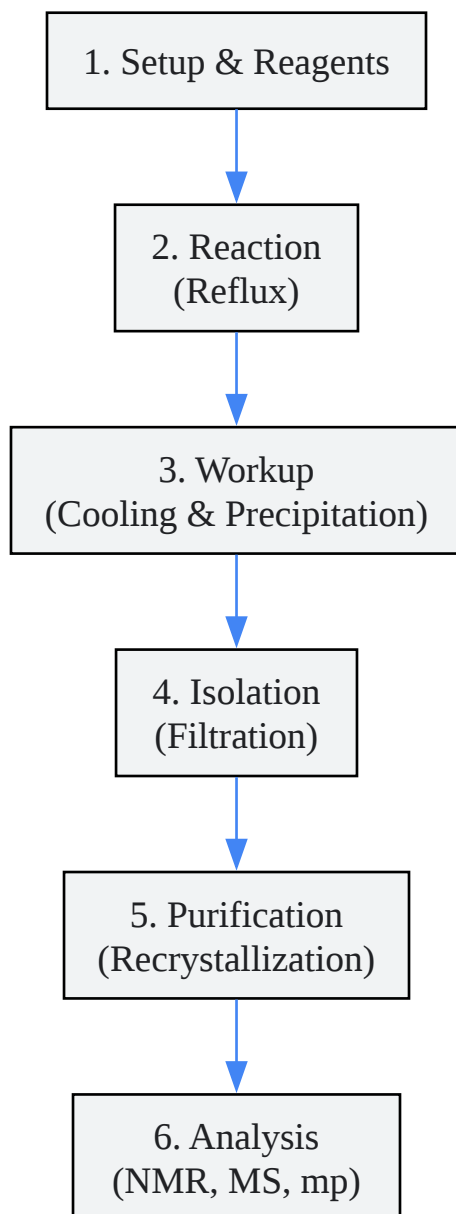 1. Setup & Reagents
2. Reaction
(Reflux)
3. Workup
(Cooling & Precipitation)
4. Isolation
(Filtration)
5. Purification
(Recrystallization)
6. Analysis
(NMR, MS, mp)